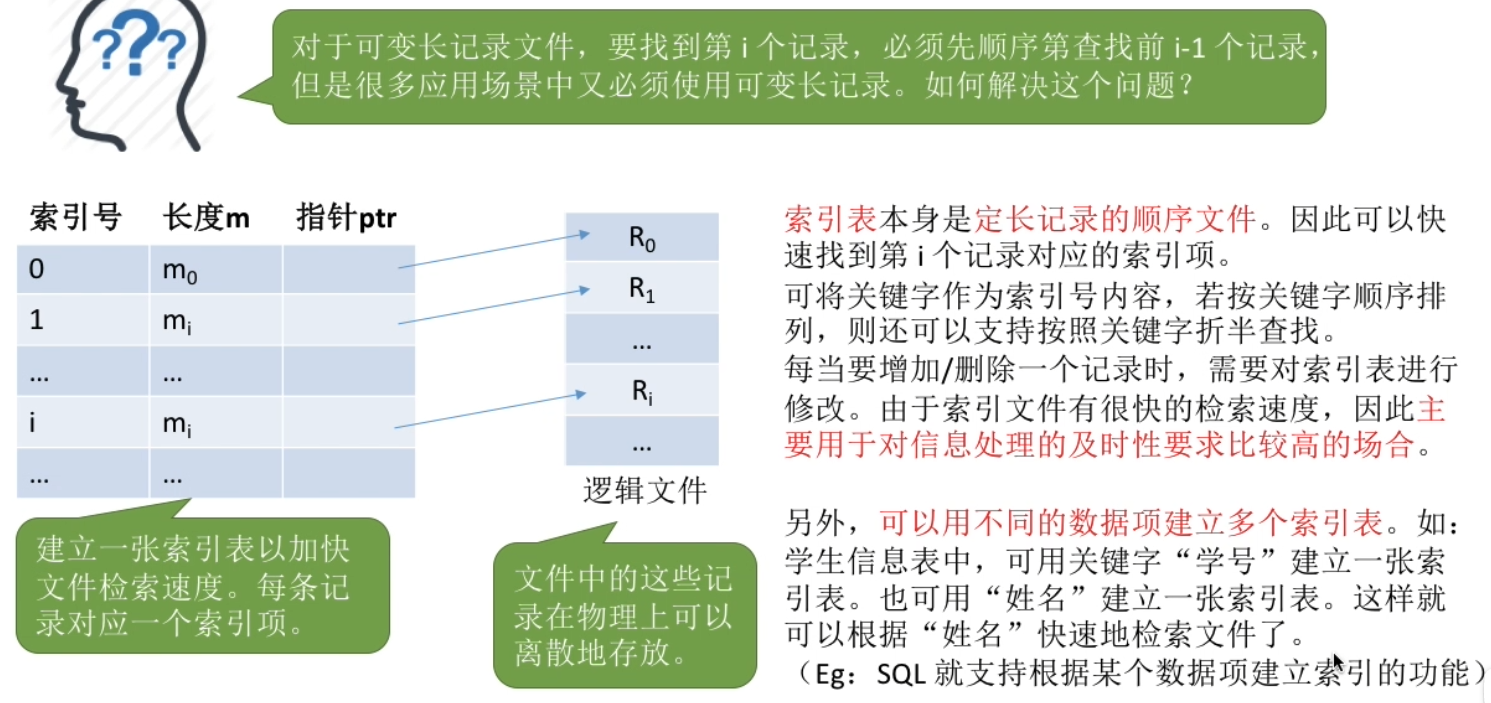 ???
对于可变长记录文件，要找到第 i 个记录，必须先顺序第查找前 i-1 个记录，
但是很多应用场景中又必须使用可变长记录。如何解决这个问题？
索引号 长度m 指针ptr
0 m0
1 mi
... ...
i mi
... ...
R0
R1
...
Ri
...
逻辑文件
建立一张索引表以加快
文件检索速度。每条记
录对应一个索引项。
文件中的这些记
录在物理上可以
离散地存放。
索引表本身是定长记录的顺序文件。因此可以快
速找到第 i 个记录对应的索引项。
可将关键字作为索引号内容，若按关键字顺序排
列，则还可以支持按照关键字折半查找。
每当要增加/删除一个记录时，需要对索引表进行
修改。由于索引文件有很快的检索速度，因此主
要用于对信息处理的及时性要求比较高的场合。
另外，可以用不同的数据项建立多个索引表。如：
学生信息表中，可用关键字“学号”建立一张索
引表。也可用“姓名”建立一张索引表。这样就
可以根据“姓名”快速地检索文件了。
（Eg：SQL 就支持根据某个数据项建立索引的功能）